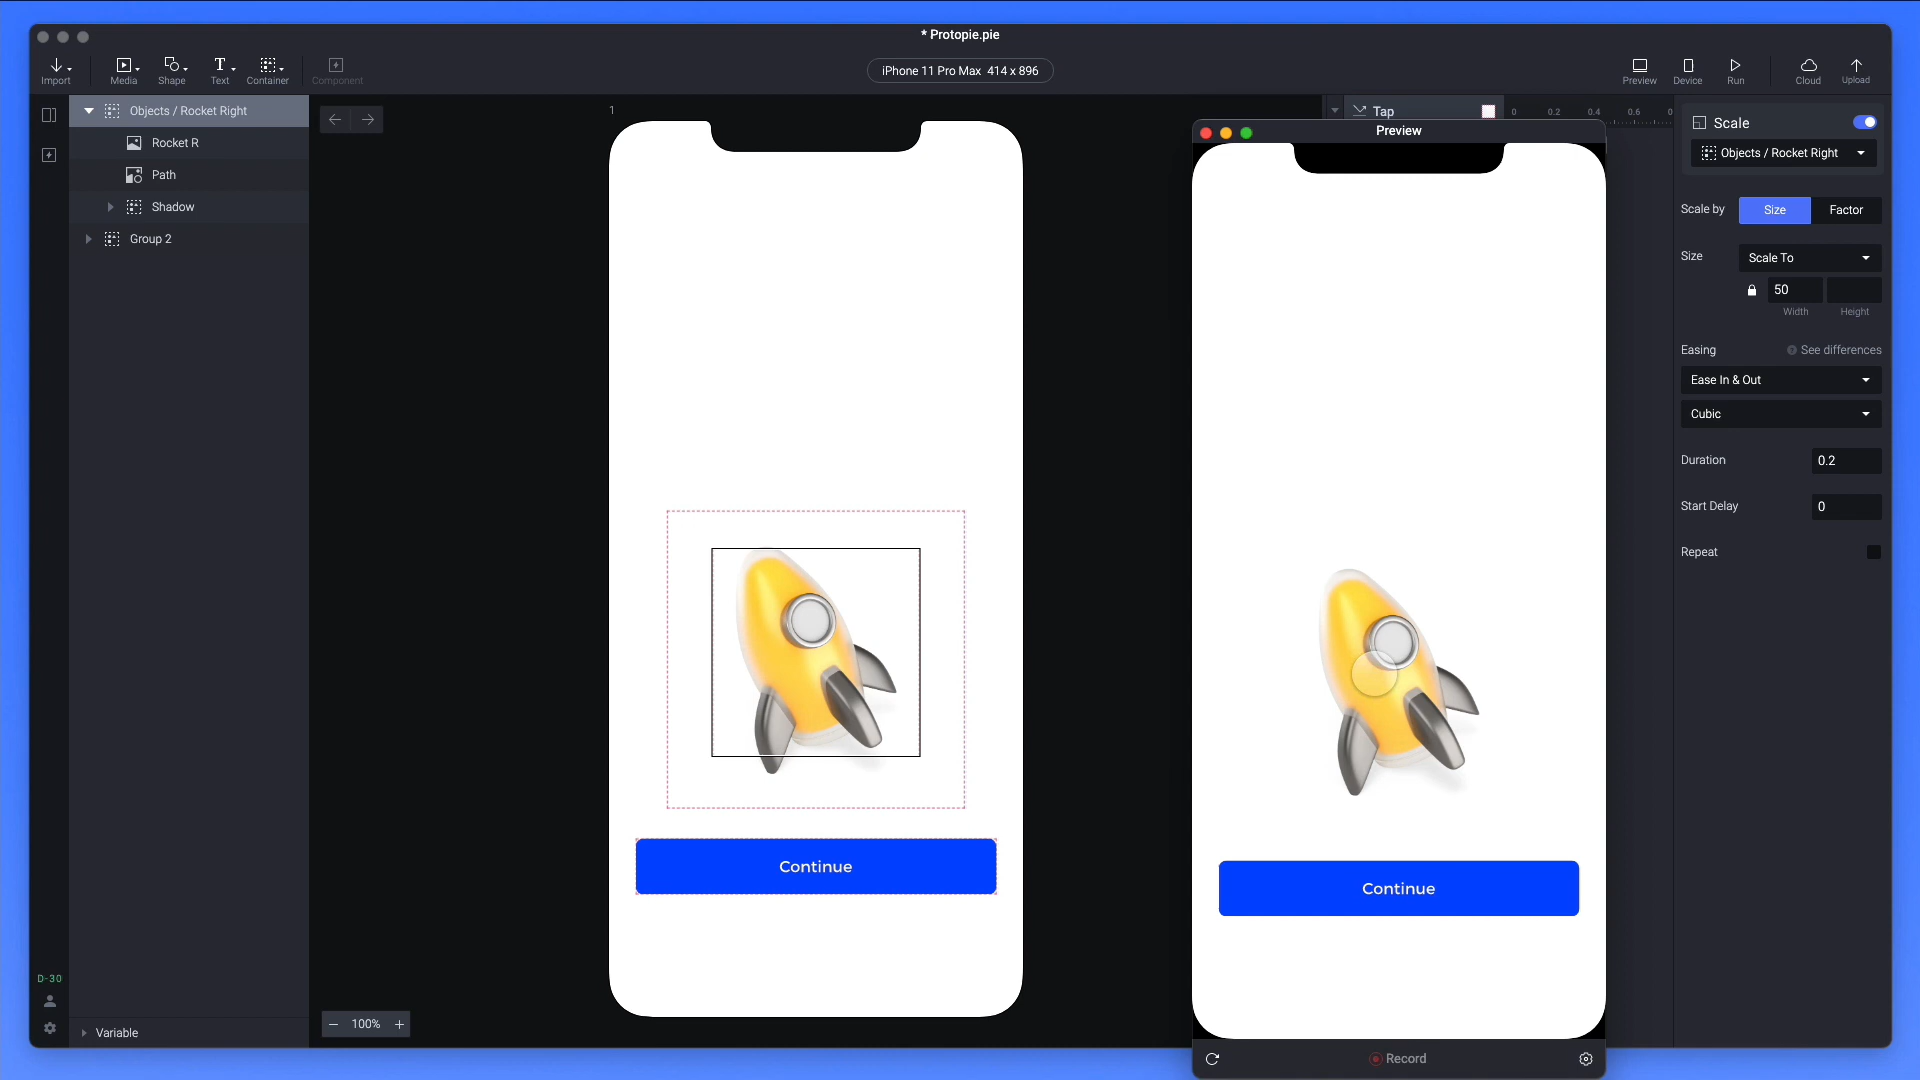 * Protopie.pie
Import
Media
Shape
Text
Container
Component
iPhone 11 Pro Max 414 x 896
Preview
Device
Run
Cloud
Upload
Objects / Rocket Right
Rocket R
Path
Shadow
Group 2
1
Tap
0
0.2
0.4
0.6
0
Preview
Scale
Objects / Rocket Right
Scale by
Size
Factor
Size
Scale To
50
Width
Height
Easing
? See differences
Ease In & Out
Cubic
Duration
0.2
Start Delay
0
Repeat
Continue
Continue
D-30
Variable
100%
Record